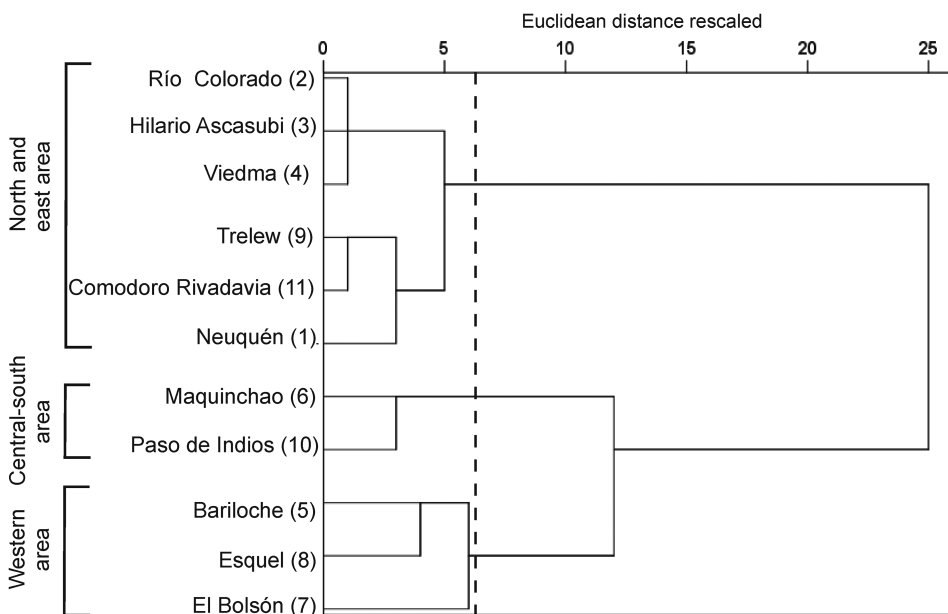 Euclidean distance rescaled
0 5 10 15 20 25
North and
east area
Río Colorado (2)
Hilario Ascasubi (3)
Viedma (4)
Trelew (9)
Comodoro Rivadavia (11)
Neuquén (1)
Central-south
area
Maquinchao (6)
Paso de Indios (10)
Western
area
Bariloche (5)
Esquel (8)
El Bolsón (7)